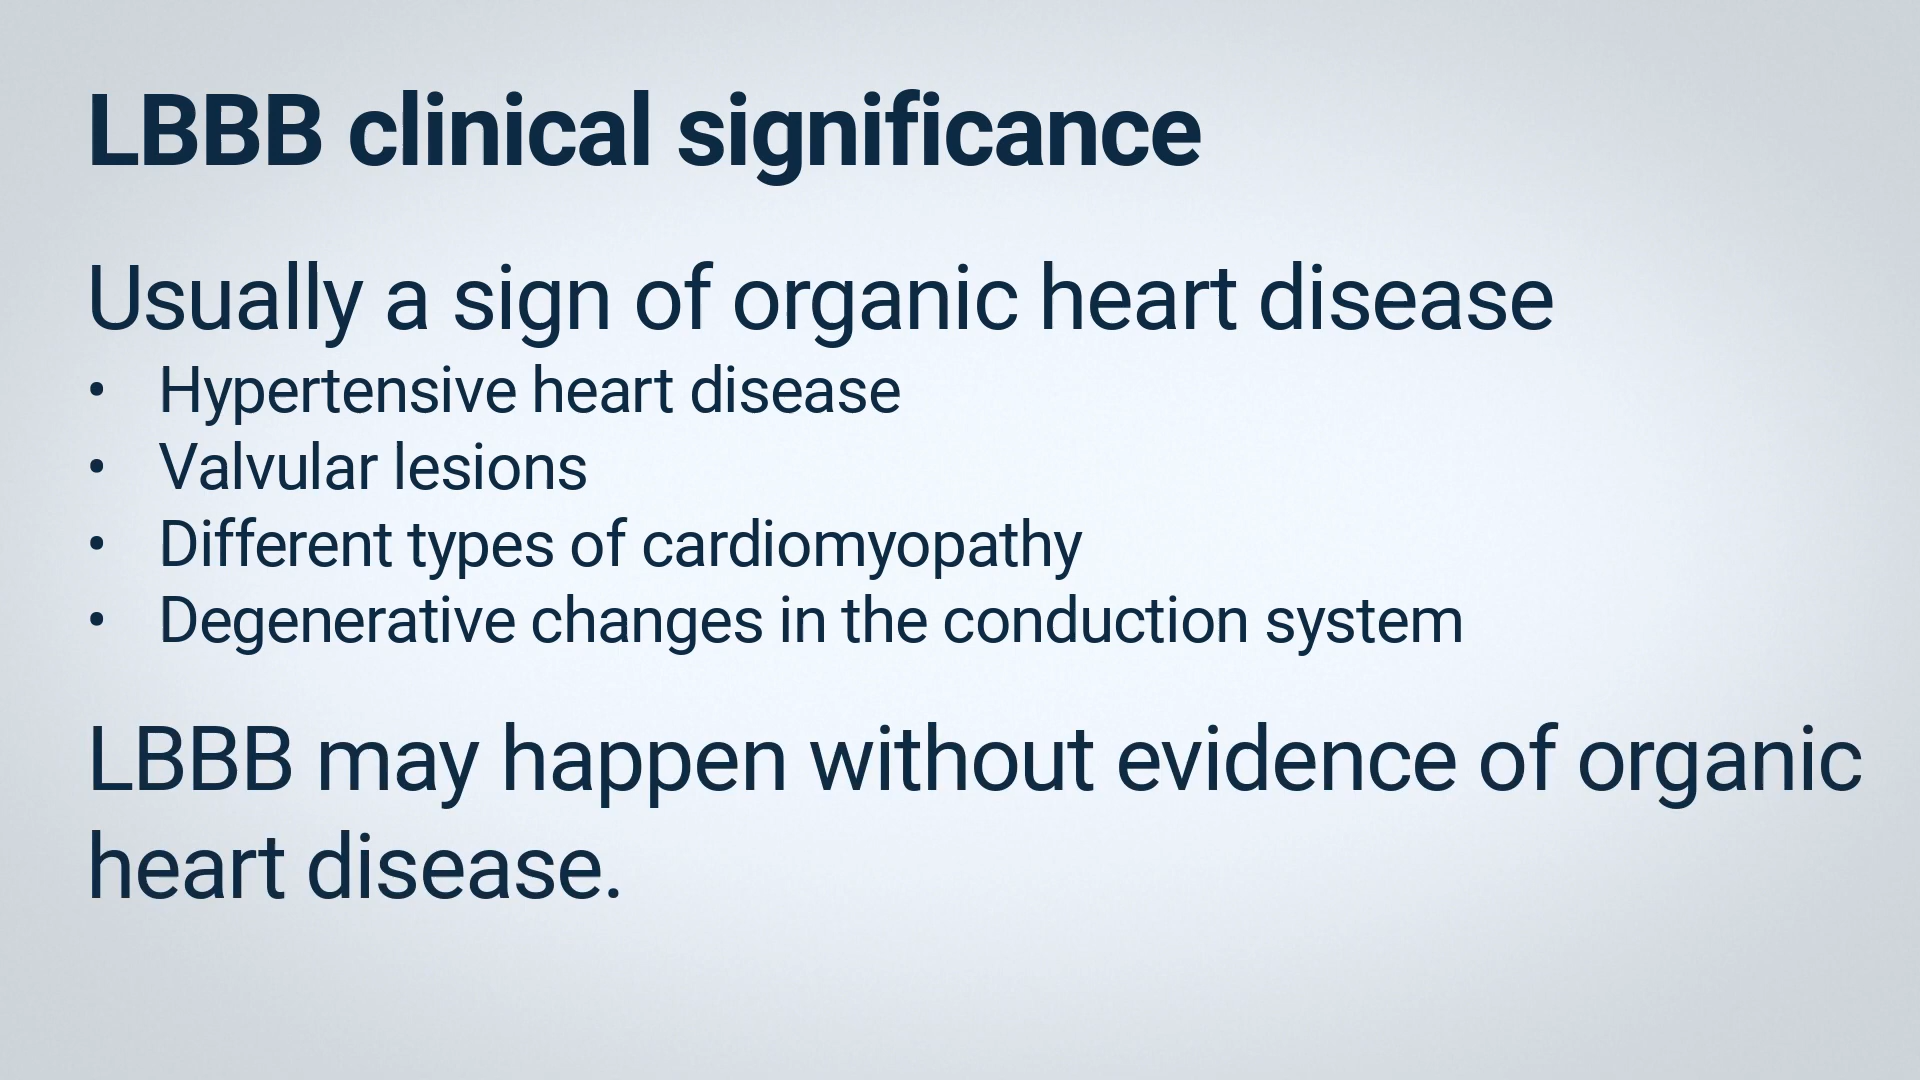 LBBB clinical significance
Usually a sign of organic heart disease
• Hypertensive heart disease
• Valvular lesions
• Different types of cardiomyopathy
• Degenerative changes in the conduction system
LBBB may happen without evidence of organic
heart disease.